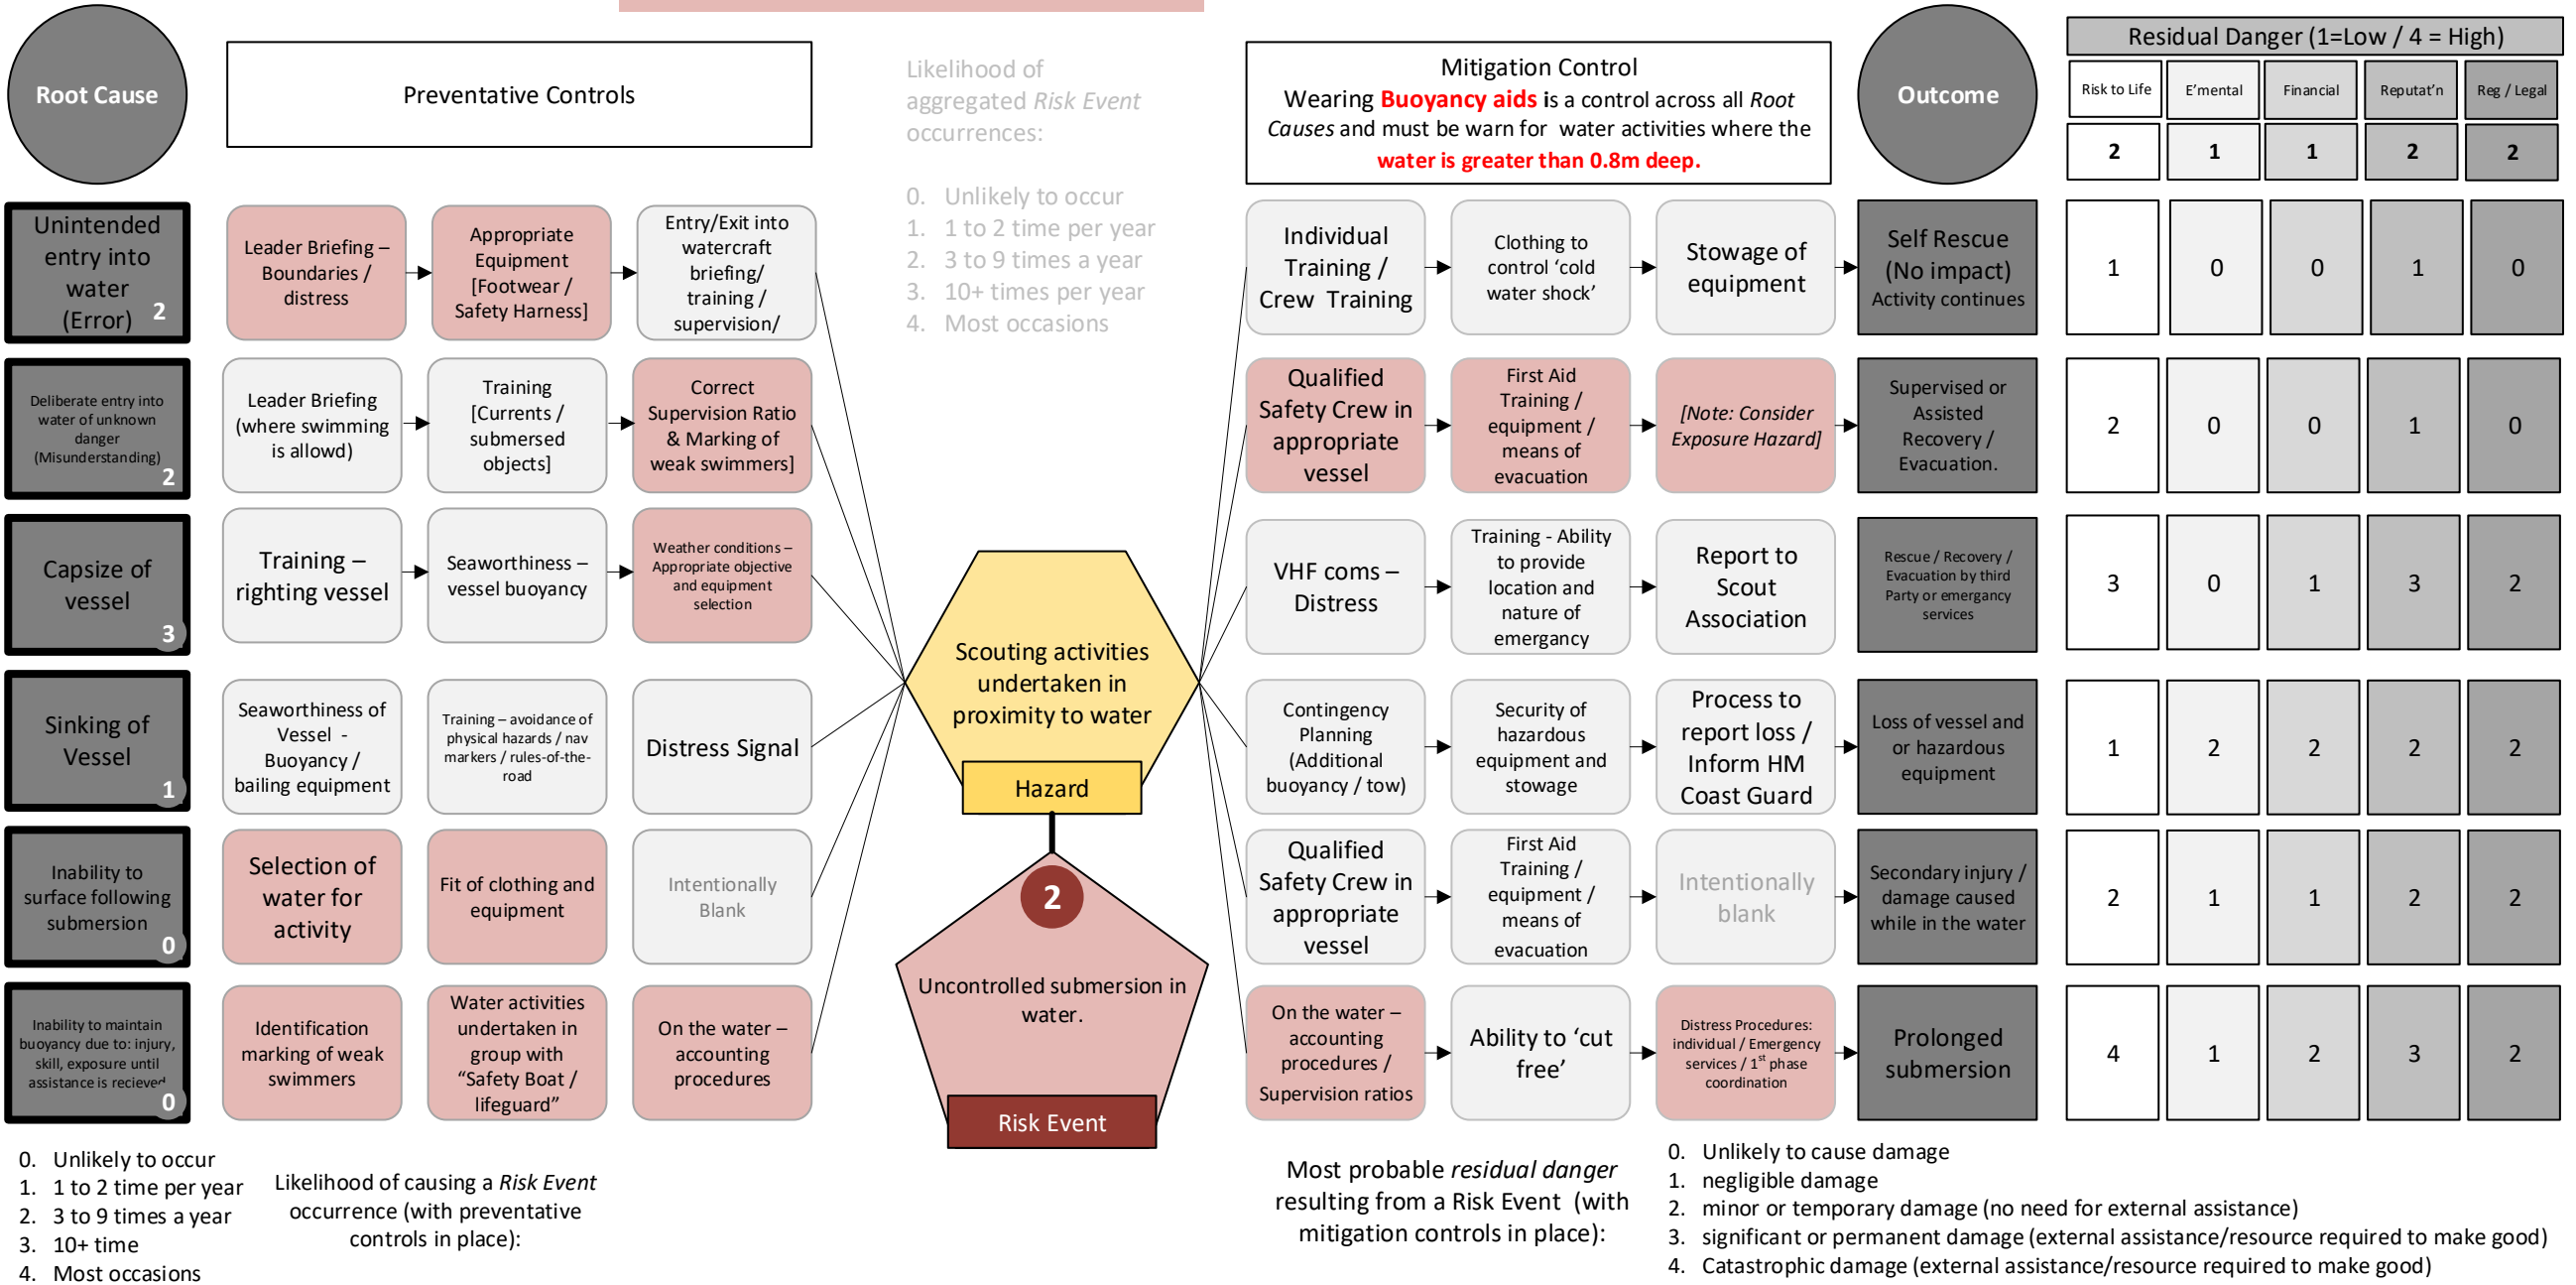 Root Cause
Preventative Controls
Likelihood of
aggregated Risk Event
occurrences:
0. Unlikely to occur
1. 1 to 2 time per year
2. 3 to 9 times a year
3. 10+ times per year
4. Most occasions
Mitigation Control
Wearing Buoyancy aids is a control across all Root
Causes and must be warn for water activities where the
water is greater than 0.8m deep.
Outcome
Residual Danger (1=Low / 4 = High)
Risk to Life
E'mental
Financial
Reputat'n
Reg / Legal
2
1
1
2
2
Unintended
entry into
water
(Error)
2
Leader Briefing –
Boundaries /
distress
Appropriate
Equipment
[Footwear /
Safety Harness]
Entry/Exit into
watercraft
briefing/
training /
supervision/
Individual
Training /
Crew Training
Clothing to
control ‘cold
water shock’
Stowage of
equipment
Self Rescue
(No impact)
Activity continues
1
0
0
1
0
Deliberate entry into
water of unknown
danger
(Misunderstanding)
2
Leader Briefing
(where swimming
is allowd)
Training
[Currents /
submersed
objects]
Correct
Supervision Ratio
& Marking of
weak swimmers]
Qualified
Safety Crew in
appropriate
vessel
First Aid
Training /
equipment /
means of
evacuation
[Note: Consider
Exposure Hazard]
Supervised or
Assisted
Recovery /
Evacuation.
2
0
0
1
0
Capsize of
vessel
3
Training –
righting vessel
Seaworthiness –
vessel buoyancy
Weather conditions –
Appropriate objective
and equipment
selection
VHF coms –
Distress
Training - Ability
to provide
location and
nature of
emergancy
Report to
Scout
Association
Rescue / Recovery /
Evacuation by third
Party or emergancy
services
3
0
1
3
2
Scouting activities
undertaken in
proximity to water
Hazard
Sinking of
Vessel
1
Seaworthiness of
Vessel -
Buoyancy /
bailing equipment
Training – avoidance of
physical hazards / nav
markers / rules-of-the-
road
Distress Signal
Contingency
Planning
(Additional
buoyancy / tow)
Security of
hazardous
equipment and
stowage
Process to
report loss /
Inform HM
Coast Guard
Loss of vessel and
or hazardous
equipment
1
2
2
2
2
Inability to
surface following
submersion
0
Selection of
water for
activity
Fit of clothing and
equipment
Intentionally
Blank
2
Uncontrolled submersion in
water.
Risk Event
Qualified
Safety Crew in
appropriate
vessel
First Aid
Training /
equipment /
means of
evacuation
Intentionally
blank
Secondary injury /
damage caused
while in the water
2
1
1
2
2
Inability to maintain
buoyancy due to: injury,
skill, exposure until
assistance is recieved
0
Identification
marking of weak
swimmers
Water activities
undertaken in
group with
“Safety Boat /
lifeguard”
On the water –
accounting
procedures
On the water –
accounting
procedures /
Supervision ratios
Ability to ‘cut
free’
Distress Procedures:
individual / Emergency
services / 1st phase
coordination
Prolonged
submersion
4
1
2
3
2
0. Unlikely to occur
1. 1 to 2 time per year
2. 3 to 9 times a year
3. 10+ time
4. Most occasions
Likelihood of causing a Risk Event
occurrence (with preventative
controls in place):
Most probable residual danger
resulting from a Risk Event (with
mitigation controls in place):
0. Unlikely to cause damage
1. negligible damage
2. minor or temporary damage (no need for external assistance)
3. significant or permanent damage (external assistance/resource required to make good)
4. Catastrophic damage (external assistance/resource required to make good)